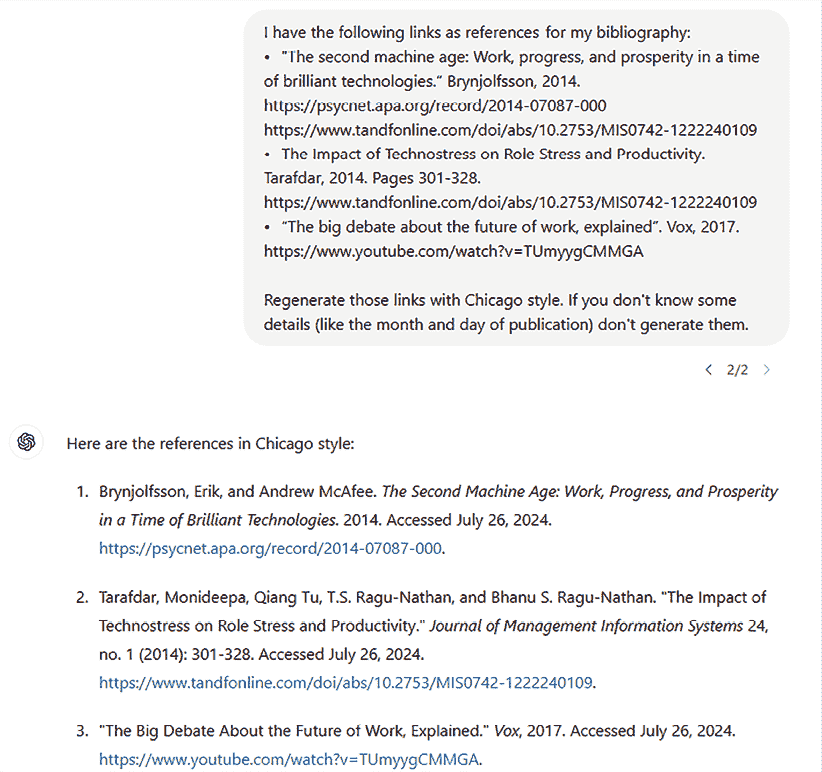 I have the following links as references for my bibliography:
• "The second machine age: Work, progress, and prosperity in a time
of brilliant technologies.” Brynjolfsson, 2014.
https://psycnet.apa.org/record/2014-07087-000
https://www.tandfonline.com/doi/abs/10.2753/MIS0742-1222240109
• The Impact of Technostress on Role Stress and Productivity.
Tarafdar, 2014. Pages 301-328.
https://www.tandfonline.com/doi/abs/10.2753/MIS0742-1222240109
• “The big debate about the future of work, explained”. Vox, 2017.
https://www.youtube.com/watch?v=TUmyygCMMGA
Regenerate those links with Chicago style. If you don't know some
details (like the month and day of publication) don't generate them.
< 2/2 >
Here are the references in Chicago style:
1. Brynjolfsson, Erik, and Andrew McAfee. The Second Machine Age: Work, Progress, and Prosperity
in a Time of Brilliant Technologies. 2014. Accessed July 26, 2024.
https://psycnet.apa.org/record/2014-07087-000.
2. Tarafdar, Monideepa, Qiang Tu, T.S. Ragu-Nathan, and Bhanu S. Ragu-Nathan. "The Impact of
Technostress on Role Stress and Productivity." Journal of Management Information Systems 24,
no. 1 (2014): 301-328. Accessed July 26, 2024.
https://www.tandfonline.com/doi/abs/10.2753/MIS0742-1222240109.
3. "The Big Debate About the Future of Work, Explained." Vox, 2017. Accessed July 26, 2024.
https://www.youtube.com/watch?v=TUmyygCMMGA.